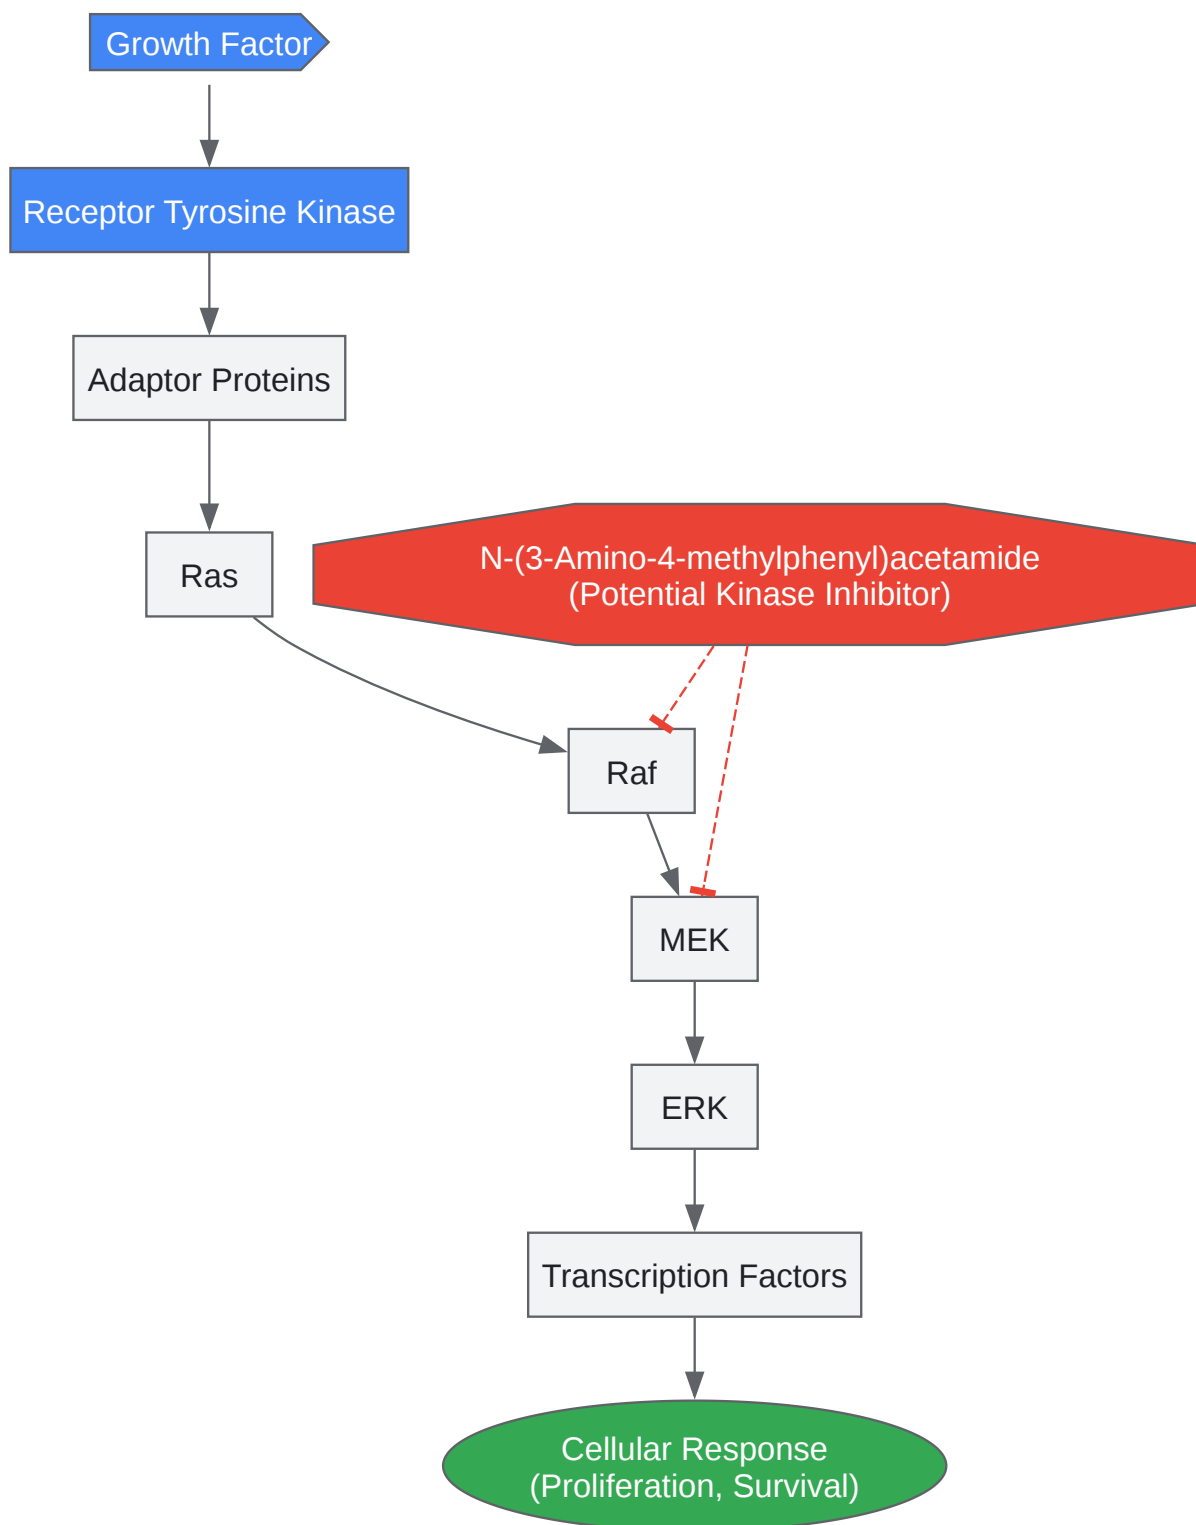 Growth Factor
Receptor Tyrosine Kinase
Adaptor Proteins
Ras
N-(3-Amino-4-methylphenyl)acetamide
(Potential Kinase Inhibitor)
Raf
MEK
ERK
Transcription Factors
Cellular Response
(Proliferation, Survival)